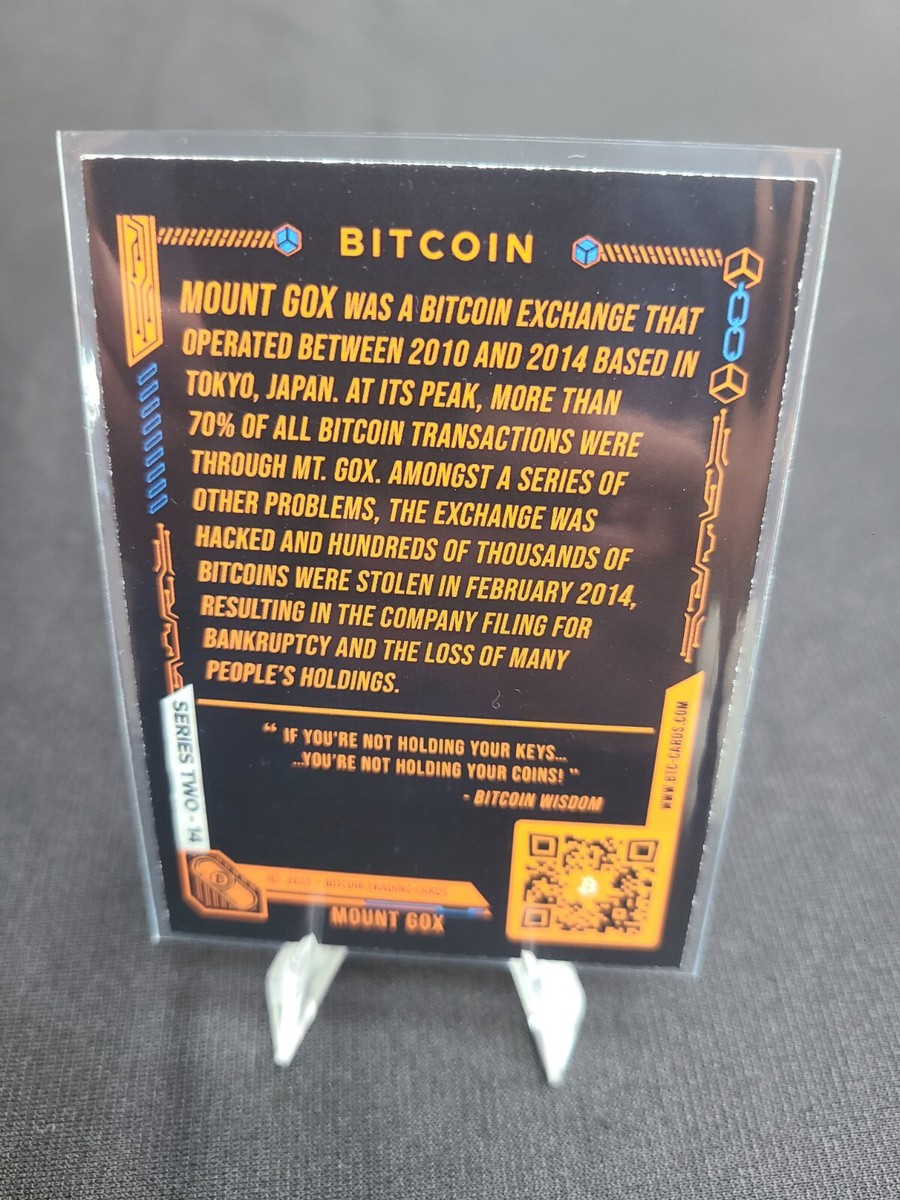 BITCOIN
MOUNT GOX WAS A BITCOIN EXCHANGE THAT
OPERATED BETWEEN 2010 AND 2014 BASED IN
TOKYO, JAPAN. AT ITS PEAK, MORE THAN
70% OF ALL BITCOIN TRANSACTIONS WERE
THROUGH MT. GOX. AMONGST A SERIES OF
OTHER PROBLEMS, THE EXCHANGE WAS
HACKED AND HUNDREDS OF THOUSANDS OF
BITCOINS WERE STOLEN IN FEBRUARY 2014,
RESULTING IN THE COMPANY FILING FOR
BANKRUPTCY AND THE LOSS OF MANY
PEOPLE'S HOLDINGS.
" IF YOU'RE NOT HOLDING YOUR KEYS...
...YOU'RE NOT HOLDING YOUR COINS! "
- BITCOIN WISDOM
WWW.BTC-CARDS.COM
SERIES TWO - 14
BITCOIN TRADING CARDS
MOUNT GOX